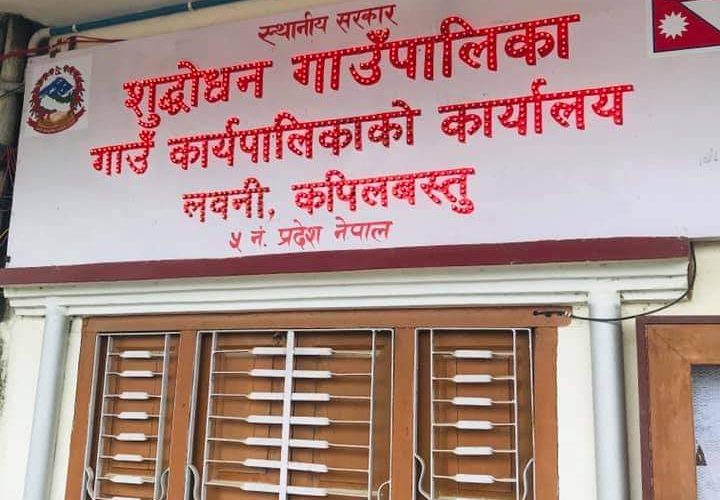 स्थानीय सरकार
शुद्धोधन गाउँपालिका
गाउँ कार्यपालिकाको कार्यालय
लवनी, कपिलबस्तु
५ नं. प्रदेश नेपाल